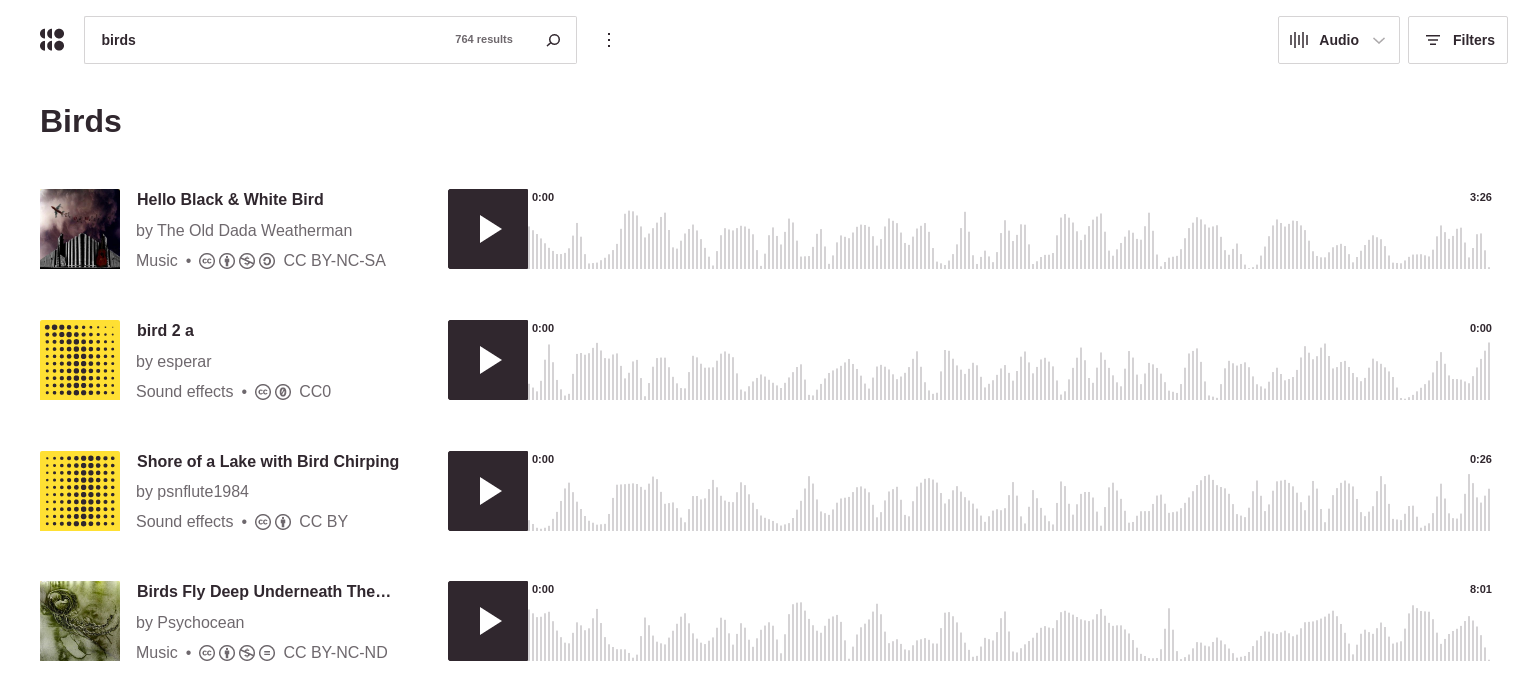 birds
764 results
Audio
Filters
Birds
Hello Black & White Bird
by The Old Dada Weatherman
Music • CC BY-NC-SA
0:00
3:26
bird 2 a
by esperar
Sound effects • CC0
0:00
0:00
Shore of a Lake with Bird Chirping
by psnflute1984
Sound effects • CC BY
0:00
0:26
Birds Fly Deep Underneath The…
by Psychocean
Music • CC BY-NC-ND
0:00
8:01